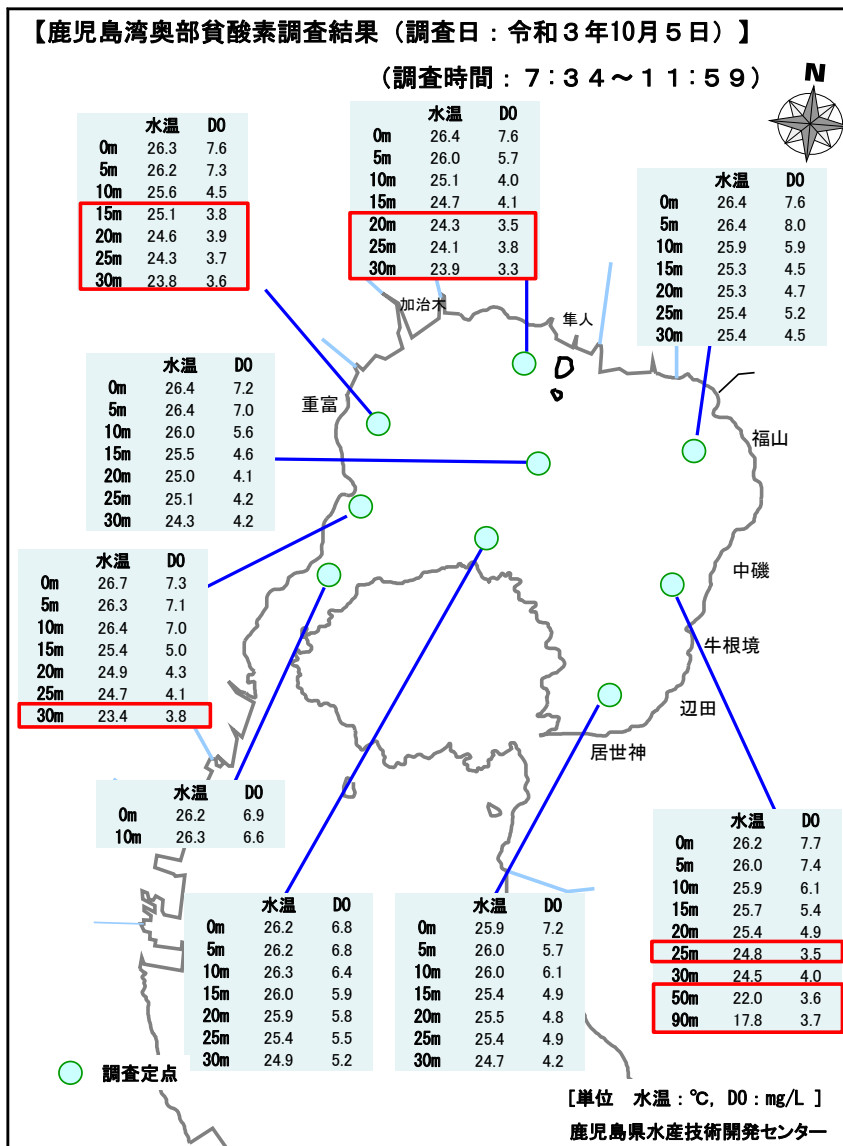 【鹿児島湾奥部貧酸素調査結果（調査日：令和３年10月５日）】
（調査時間：７:３４～１１:５９）
N
水温 DO
0m 26.3 7.6
5m 26.2 7.3
10m 25.6 4.5
15m 25.1 3.8
20m 24.6 3.9
25m 24.3 3.7
30m 23.8 3.6
水温 DO
0m 26.4 7.6
5m 26.0 5.7
10m 25.1 4.0
15m 24.7 4.1
20m 24.3 3.5
25m 24.1 3.8
30m 23.9 3.3
水温 DO
0m 26.4 7.6
5m 26.4 8.0
10m 25.9 5.9
15m 25.3 4.5
20m 25.3 4.7
25m 25.4 5.2
30m 25.4 4.5
加治木
隼人
重富
福山
中磯
牛根境
辺田
居世神
水温 DO
0m 26.4 7.2
5m 26.4 7.0
10m 26.0 5.6
15m 25.5 4.6
20m 25.0 4.1
25m 25.1 4.2
30m 24.3 4.2
水温 DO
0m 26.7 7.3
5m 26.3 7.1
10m 26.4 7.0
15m 25.4 5.0
20m 24.9 4.3
25m 24.7 4.1
30m 23.4 3.8
水温 DO
0m 26.2 6.9
10m 26.3 6.6
水温 DO
0m 26.2 6.8
5m 26.2 6.8
10m 26.3 6.4
15m 26.0 5.9
20m 25.9 5.8
25m 25.4 5.5
30m 24.9 5.2
水温 DO
0m 25.9 7.2
5m 26.0 5.7
10m 26.0 6.1
15m 25.4 4.9
20m 25.5 4.8
25m 25.4 4.9
30m 24.7 4.2
水温 DO
0m 26.2 7.7
5m 26.0 7.4
10m 25.9 6.1
15m 25.7 5.4
20m 25.4 4.9
25m 24.8 3.5
30m 24.5 4.0
50m 22.0 3.6
90m 17.8 3.7
調査定点
[単位 水温：℃, DO：mg/L ]
鹿児島県水産技術開発センター